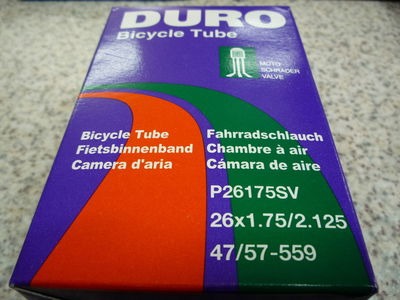 DURO
Bicycle Tube
MOTO
SCHRADER
VALVE
Bicycle Tube
Fahrradschlauch
Fietsbinnenband
Chambre à air
Camera d'aria
Cámara de aire
P26175SV
26x1.75/2.125
47/57-559